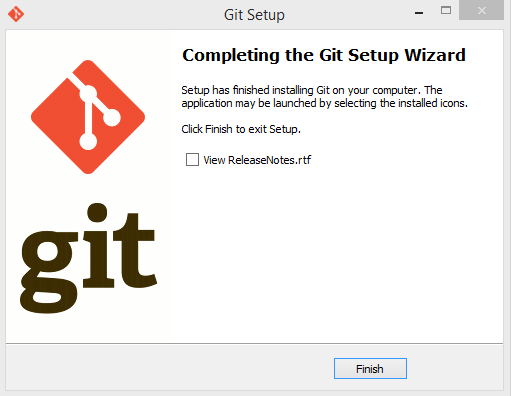 Git Setup
Completing the Git Setup Wizard
Setup has finished installing Git on your computer. The
application may be launched by selecting the installed icons.
Click Finish to exit Setup.
View ReleaseNotes.rtf
git
Finish